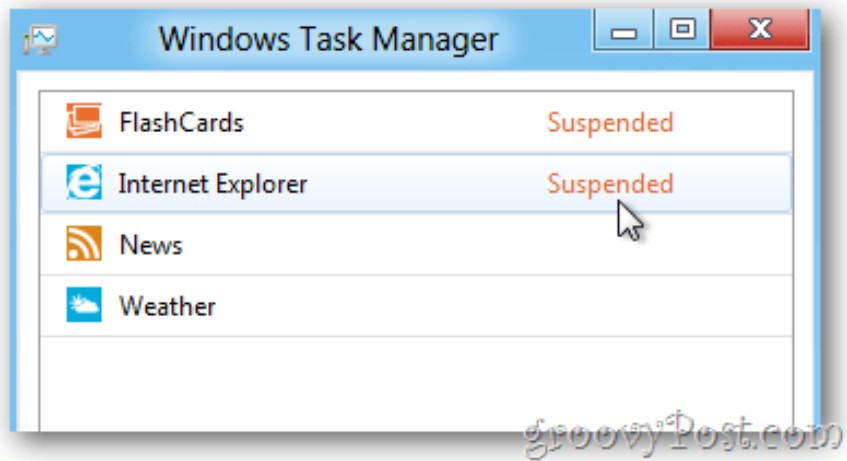 Windows Task Manager
FlashCards Suspended
Internet Explorer Suspended
News
Weather
groovyPost.com